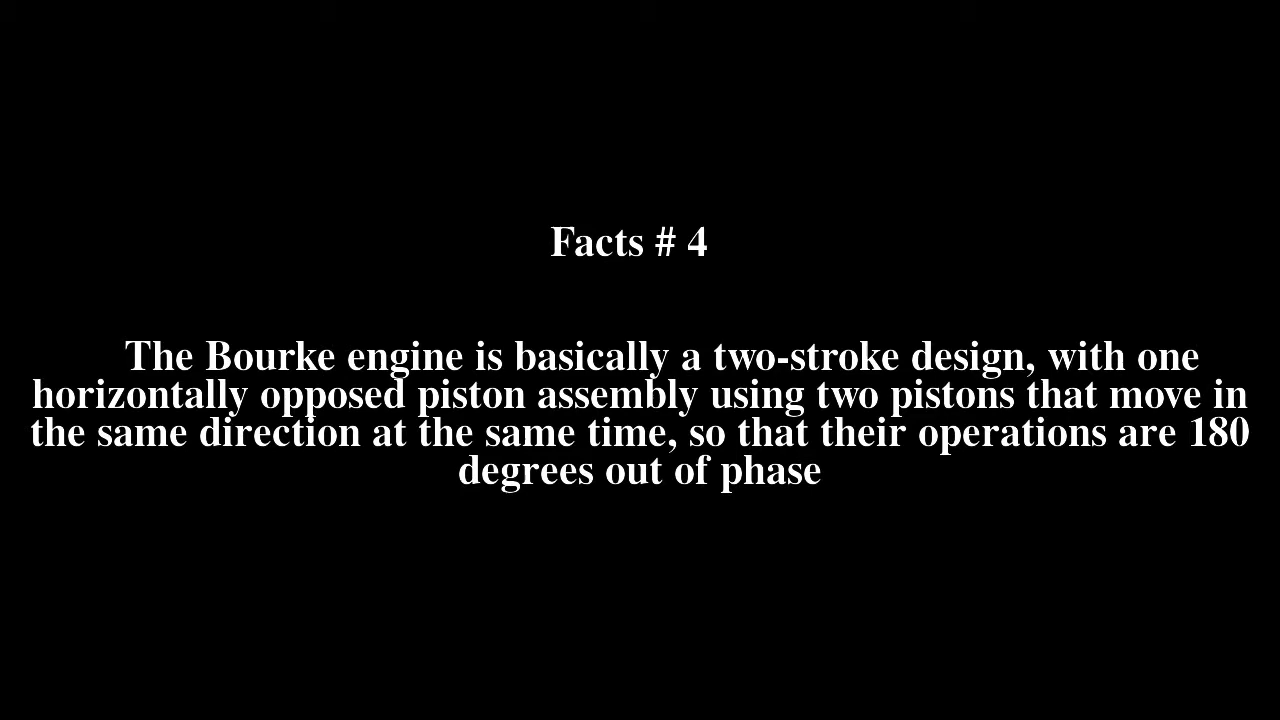 Facts # 4
The Bourke engine is basically a two-stroke design, with one
horizontally opposed piston assembly using two pistons that move in
the same direction at the same time, so that their operations are 180
degrees out of phase